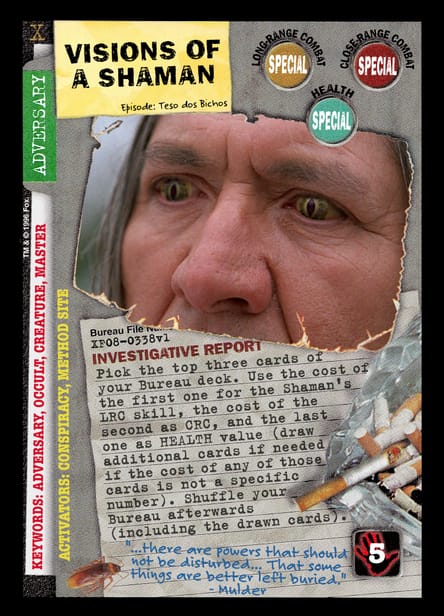 X
VISIONS OF
A SHAMAN
Episode: Teso dos Bichos
LONG-RANGE COMBAT
SPECIAL
CLOSE-RANGE COMBAT
SPECIAL
HEALTH
SPECIAL
ADVERSARY
TM & © 1996 Fox.
KEYWORDS: ADVERSARY, OCCULT, CREATURE, MASTER
ACTIVATORS: CONSPIRACY, METHOD SITE
Bureau File
XF08-0338v1
INVESTIGATIVE REPORT
Pick the top three cards of
your Bureau deck. Use the cost of
the first one for the Shaman's
LRC skill, the cost of the
second as CRC, and the last
one as HEALTH value (draw
additional cards if needed
if the cost of any of those
cards is not a specific
number). Shuffle your
Bureau afterwards
(including the drawn cards).
5
"...there are powers that should
not be disturbed... That some
things are better left buried."
- Mulder